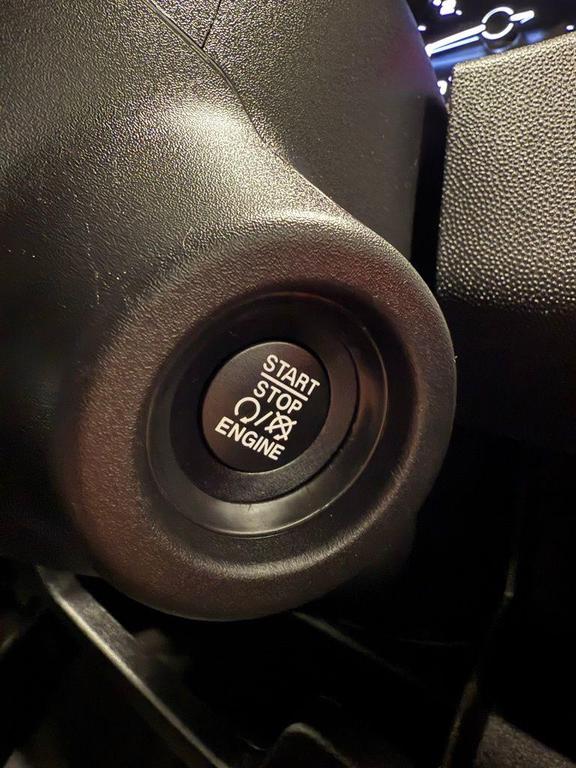 START
STOP
/
ENGINE